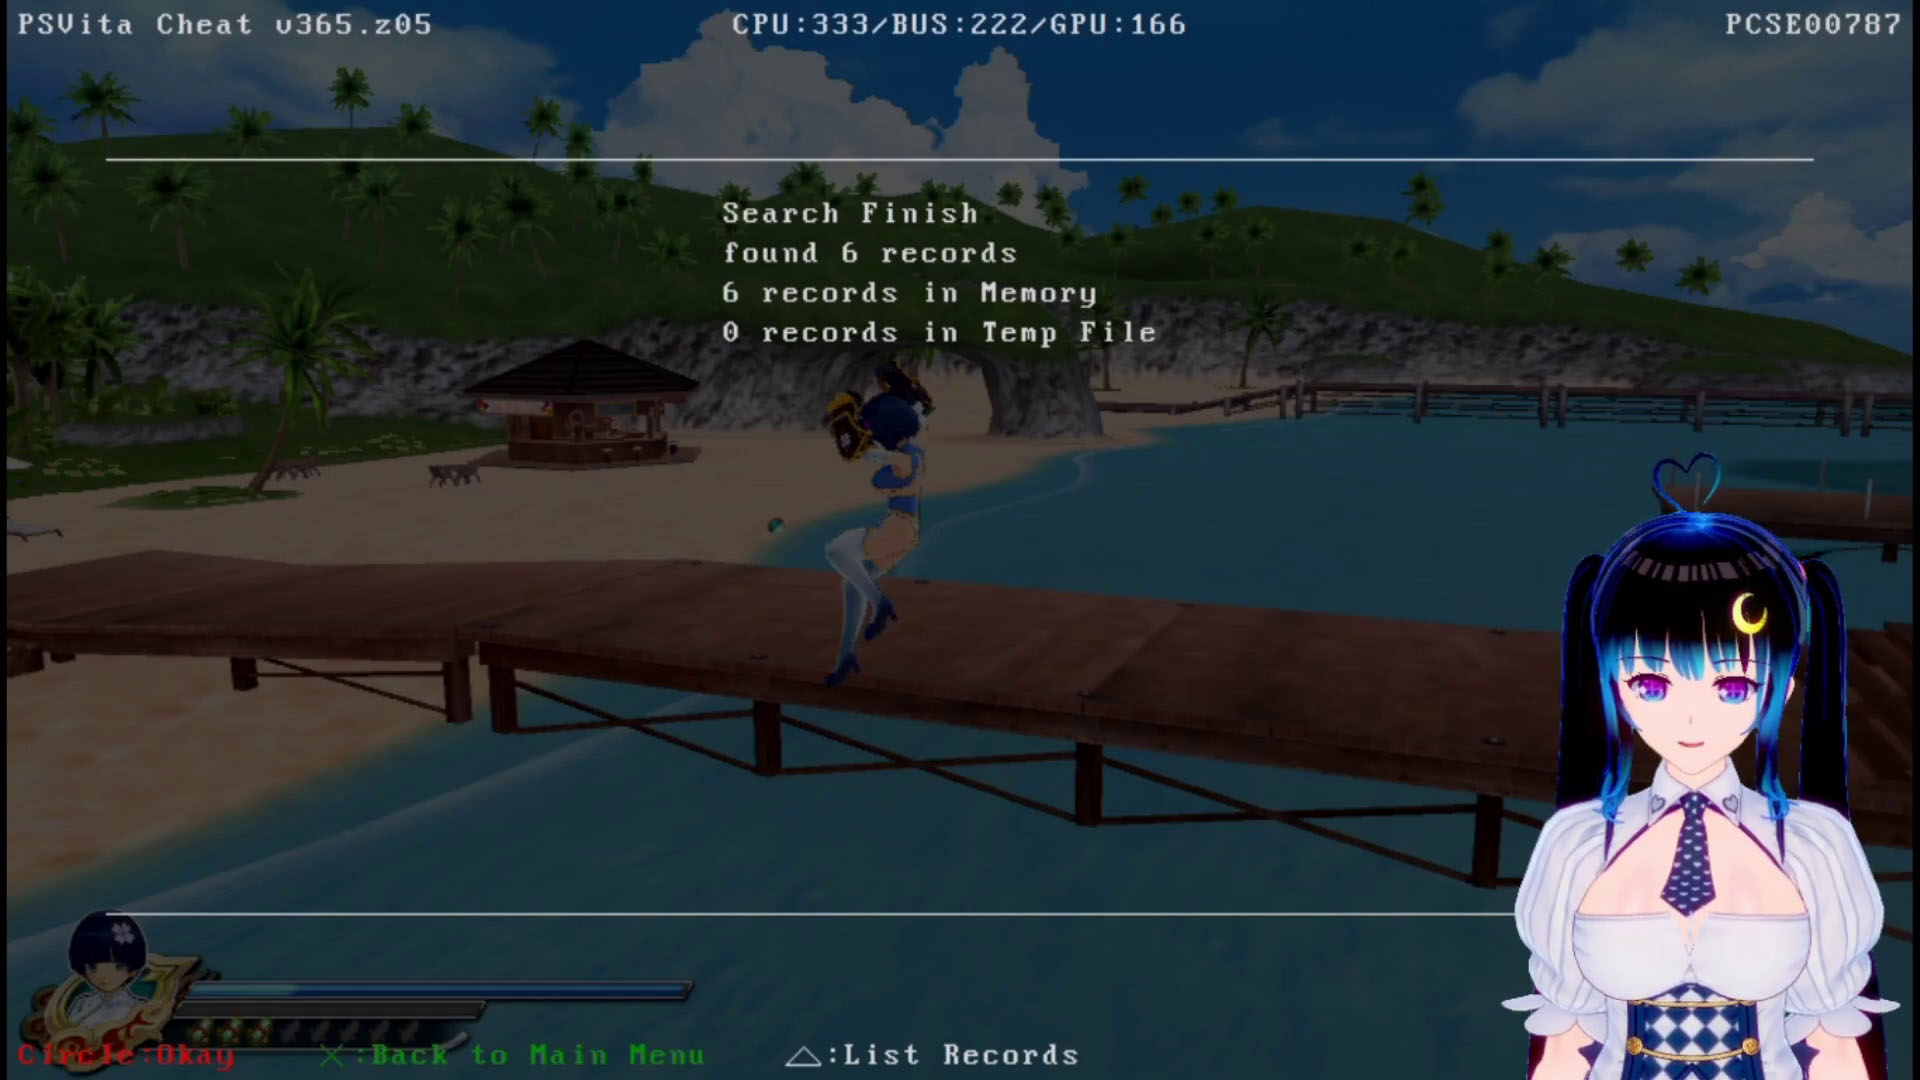 PSVita Cheat v365.z05
CPU:333/BUS:222/GPU:166
PCSE00787
Search Finish
found 6 records
6 records in Memory
0 records in Temp File
Circle:Okay
X:Back to Main Menu
△:List Records